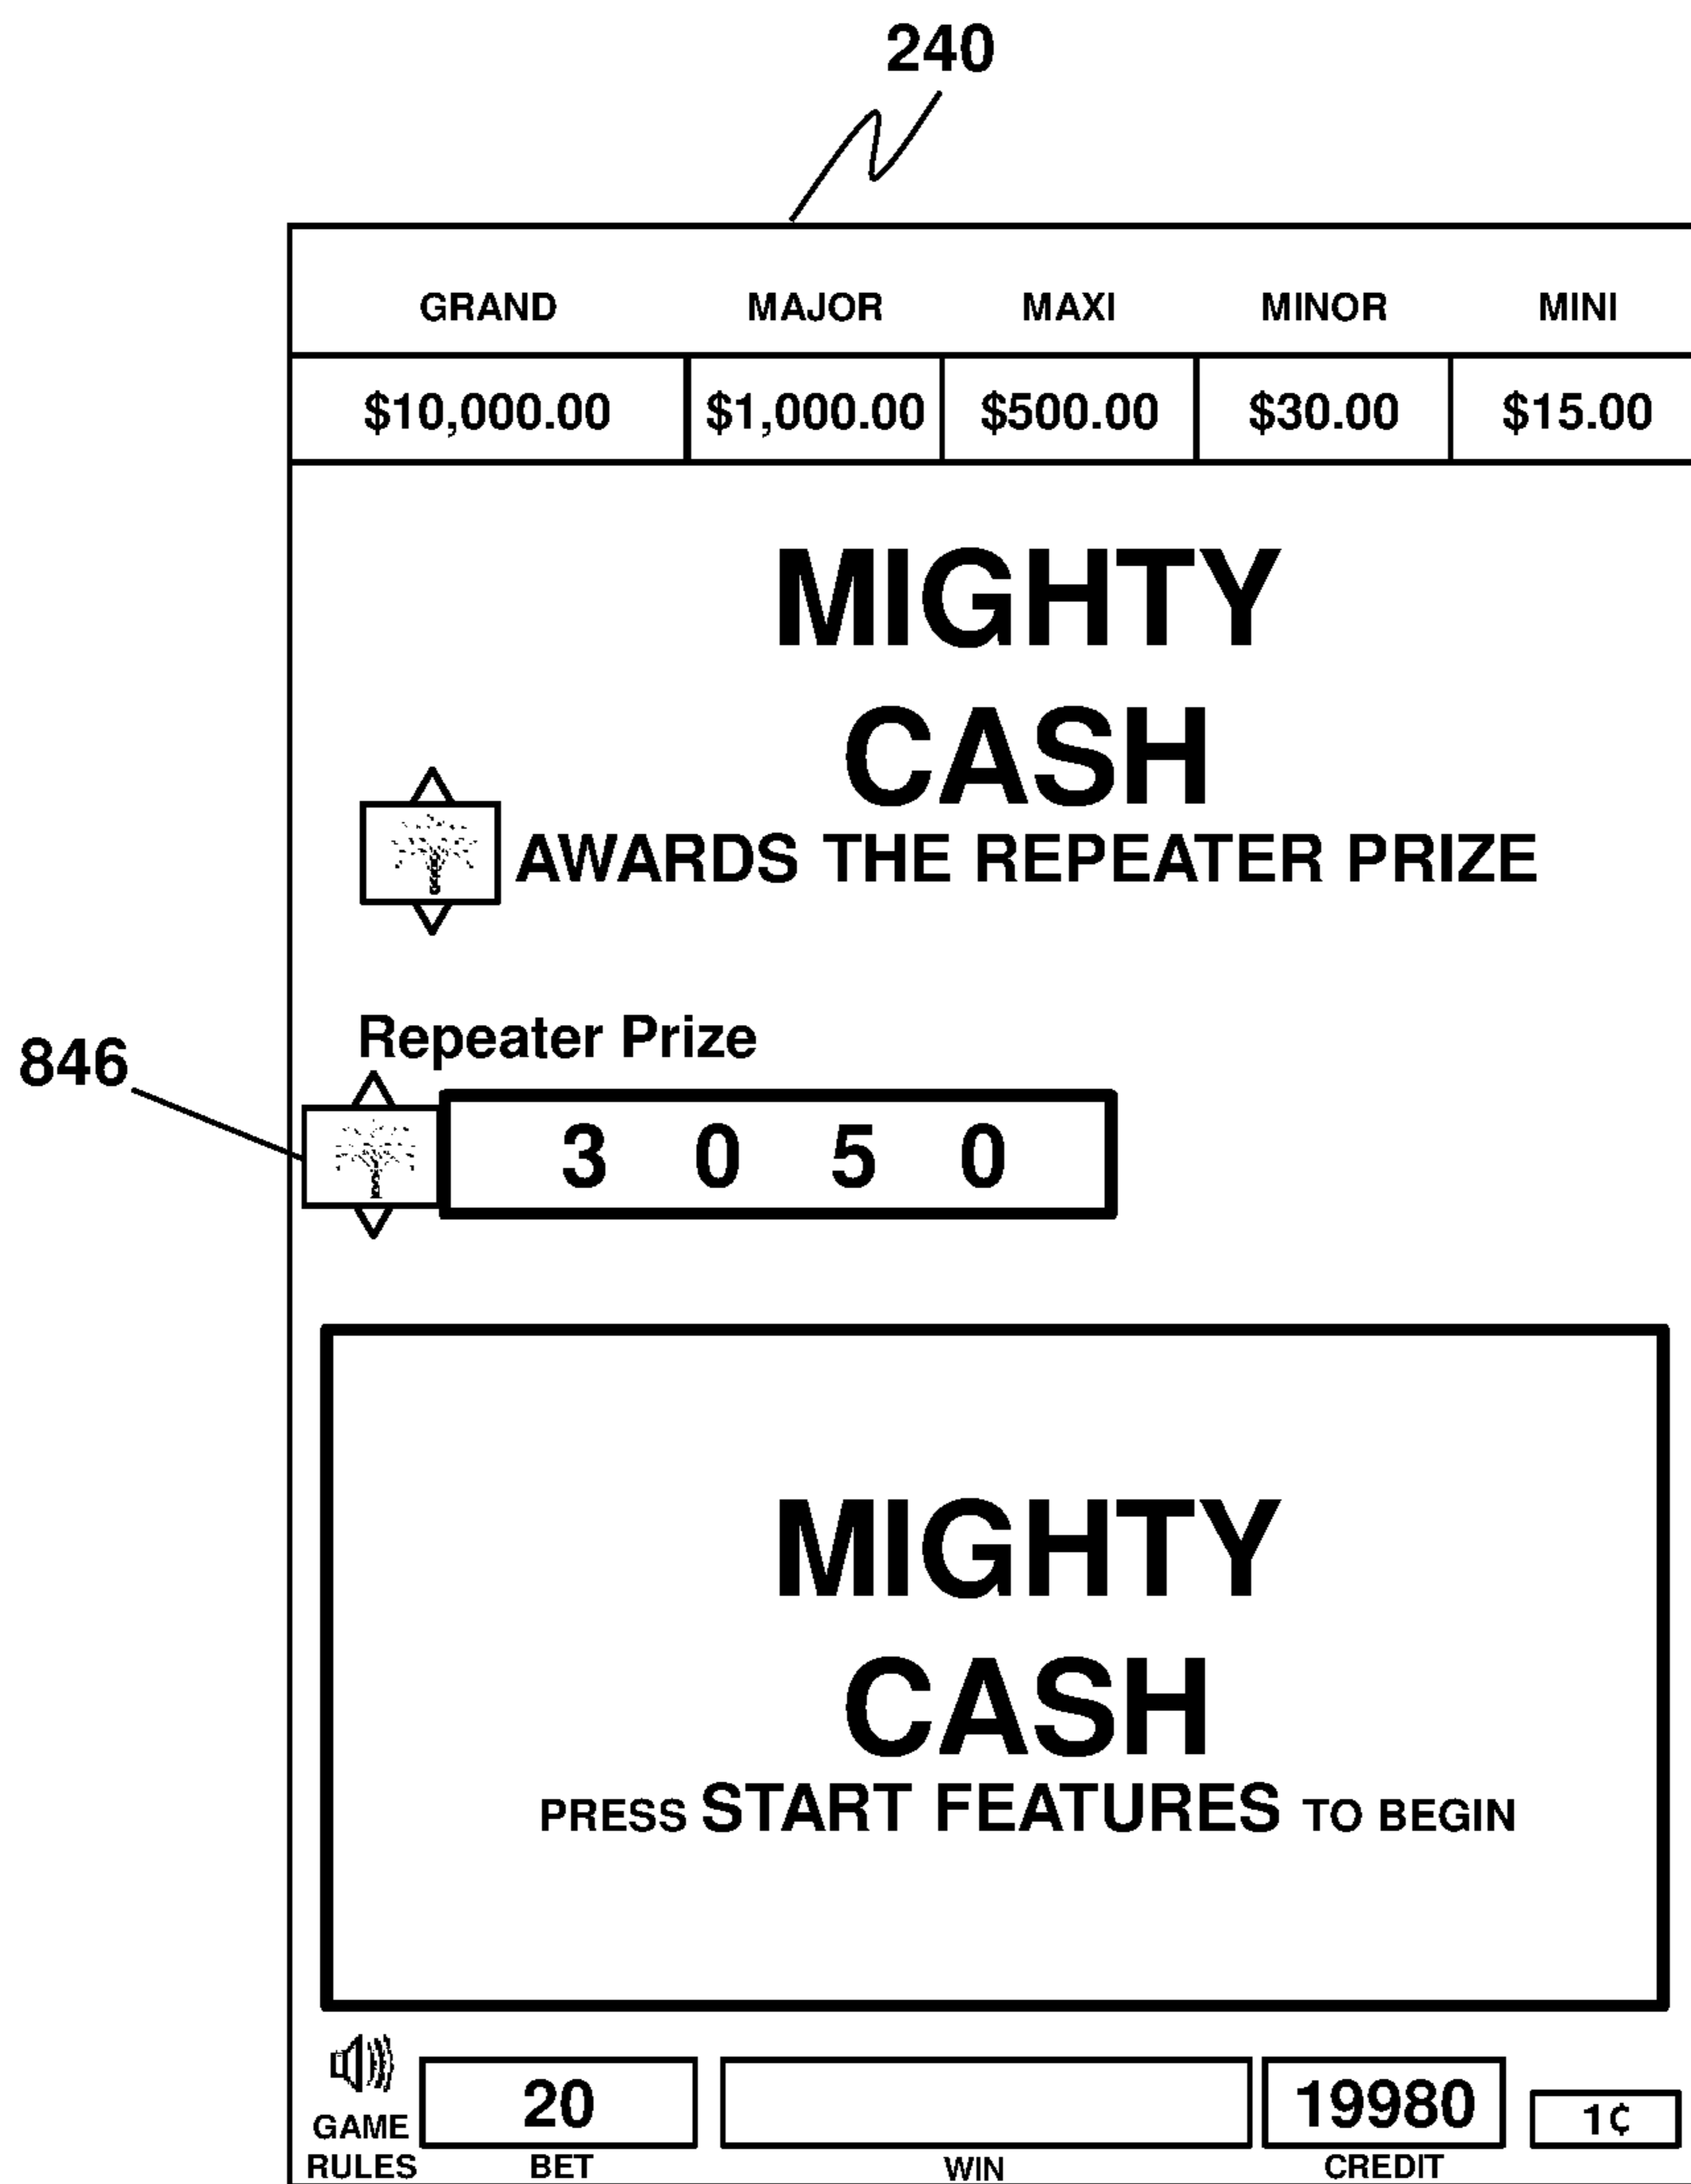 240
GRAND MAJOR MAXI MINOR MINI
$10,000.00 $1,000.00 $500.00 $30.00 $15.00
MIGHTY
CASH
AWARDS THE REPEATER PRIZE
Repeater Prize
846
3 0 5 0
MIGHTY
CASH
PRESS START FEATURES TO BEGIN
20 19980 1¢
GAME
RULES BET WIN CREDIT